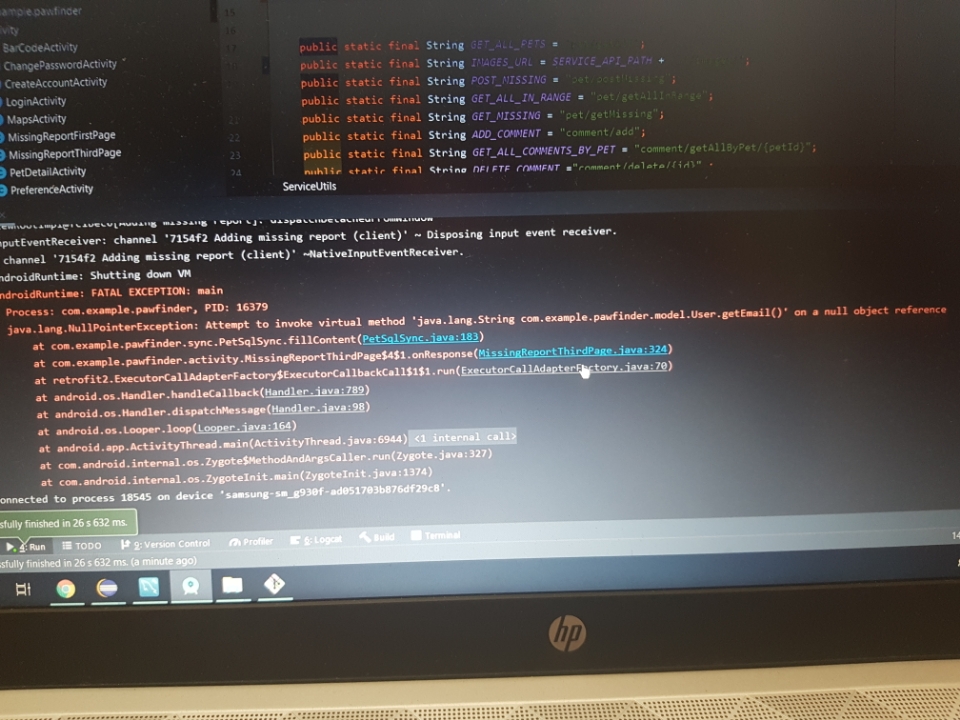 example.pawfinder
BarCodeActivity
ChangePasswordActivity
CreateAccountActivity
LoginActivity
MapsActivity
MissingReportFirstPage
MissingReportThirdPage
PetDetailActivity
PreferenceActivity
15
16
17
21
22
23
24
public static final String GET_ALL_PETS =
public static final String IMAGES_URL = SERVICE_API_PATH +
public static final String POST_MISSING = "pet/postMissing";
public static final String GET_ALL_IN_RANGE = "pet/getAllInRange";
public static final String GET_MISSING = "pet/getMissing";
public static final String ADD_COMMENT = "comment/add";
public static final String GET_ALL_COMMENTS_BY_PET = "comment/getAllByPet/{petId}";
public static final String DELETE_COMMENT ="comment/delete/{id}" ;
ServiceUtils
[Adding missing report]: dispatchDetachedFromWindow
nputEventReceiver: channel '7154f2 Adding missing report (client)' ~ Disposing input event receiver.
channel '7154f2 Adding missing report (client)' ~NativeInputEventReceiver.
ndroidRuntime: Shutting down VM
ndroidRuntime: FATAL EXCEPTION: main
Process: com.example.pawfinder, PID: 16379
java.lang.NullPointerException: Attempt to invoke virtual method 'java.lang.String com.example.pawfinder.model.User.getEmail()' on a null object reference
at com.example.pawfinder.sync.PetSqlSync.fillContent(PetSqlSync.java:183)
at com.example.pawfinder.activity.MissingReportThirdPage$4$1.onResponse(MissingReportThirdPage.java:324)
at retrofit2.ExecutorCallAdapterFactory$ExecutorCallbackCall$1$1.run(ExecutorCallAdapterFactory.java:70)
at android.os.Handler.handleCallback(Handler.java:789)
at android.os.Handler.dispatchMessage(Handler.java:98)
at android.os.Looper.loop(Looper.java:164)
at android.app.ActivityThread.main(ActivityThread.java:6944) <1 internal call>
at com.android.internal.os.Zygote$MethodAndArgsCaller.run(Zygote.java:327)
at com.android.internal.os.ZygoteInit.main(ZygoteInit.java:1374)
onnected to process 18545 on device 'samsung-sm_g930f-ad051703b876df29c8'.
sfully finished in 26 s 632 ms.
4: Run TODO 9: Version Control Profiler 6: Logcat Build Terminal
ssfully finished in 26 s 632 ms. (a minute ago)
hp